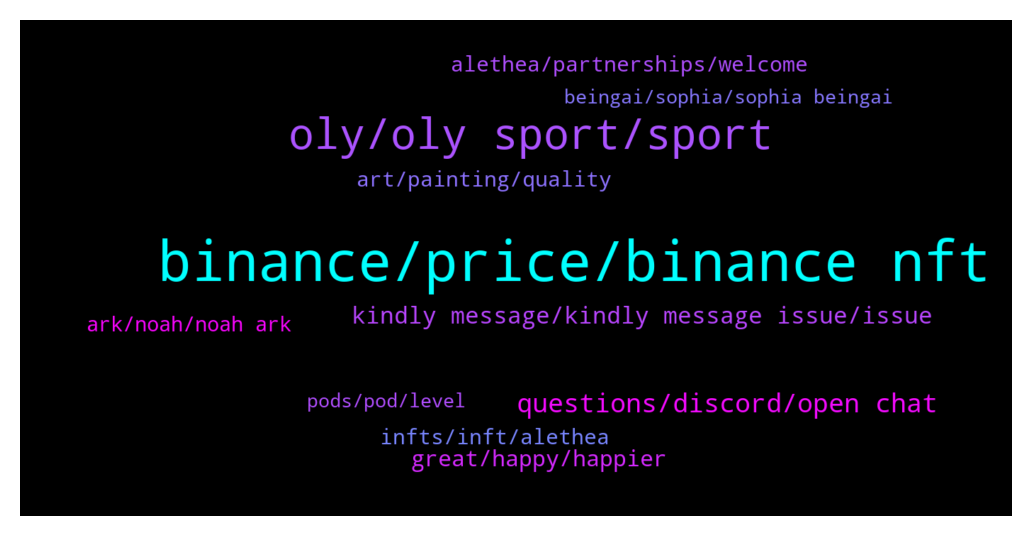 alethea/partnerships/welcome
beingai/sophia/sophia beingai
oly/oly sport/sport
art/painting/quality
binance/price/binance nft
kindly message/kindly message issue/issue
ark/noah/noah ark
pods/pod/level
questions/discord/open chat
infts/inft/alethea
great/happy/happier